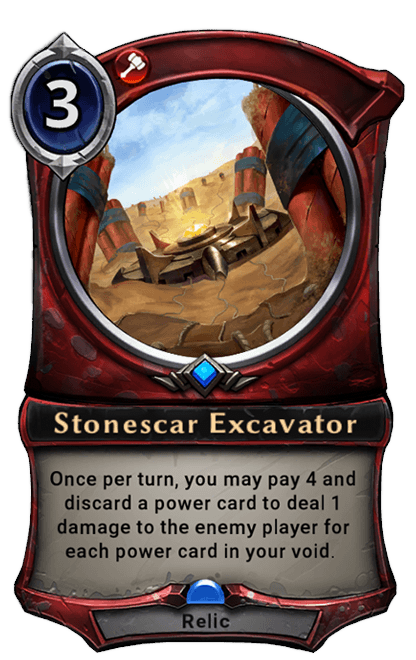 3
Stonescar Excavator
Once per turn, you may pay 4 and
discard a power card to deal 1
damage to the enemy player for
each power card in your void.
Relic